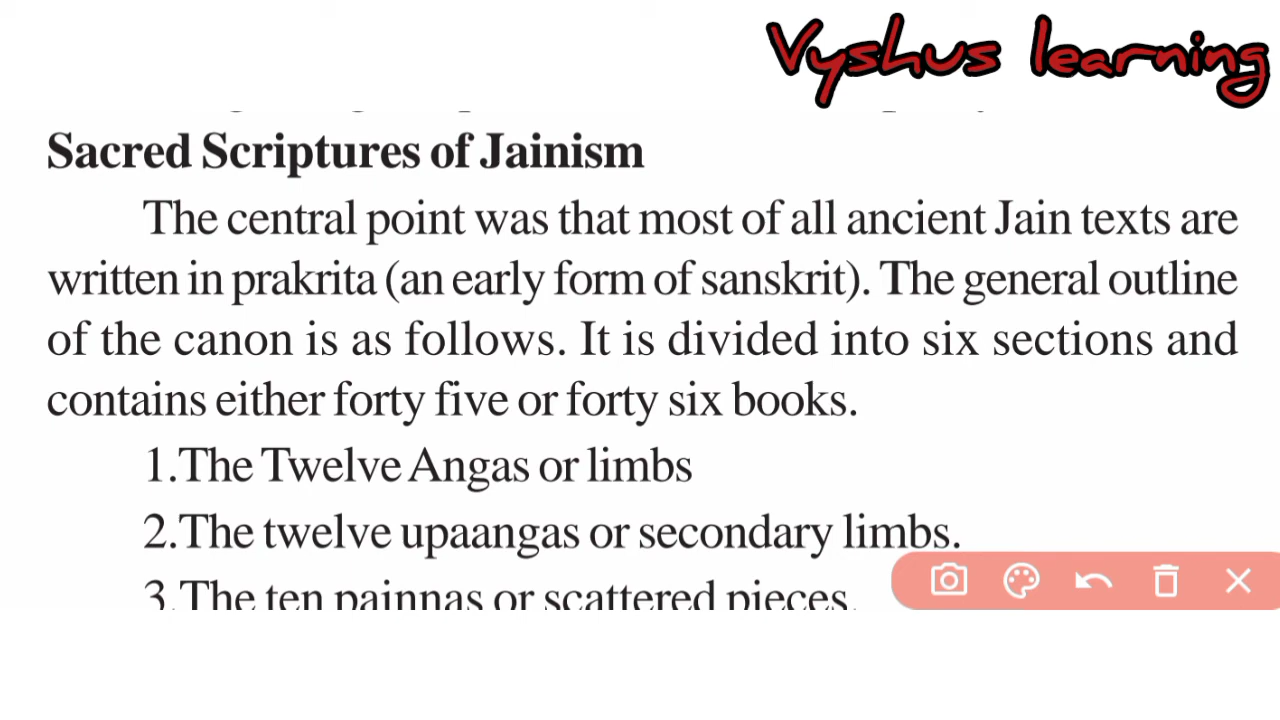 Vyshus learning
Sacred Scriptures of Jainism
The central point was that most of all ancient Jain texts are
written in prakrita (an early form of sanskrit). The general outline
of the canon is as follows. It is divided into six sections and
contains either forty five or forty six books.
1.The Twelve Angas or limbs
2.The twelve upaangas or secondary limbs.
3.The ten painnas or scattered pieces.